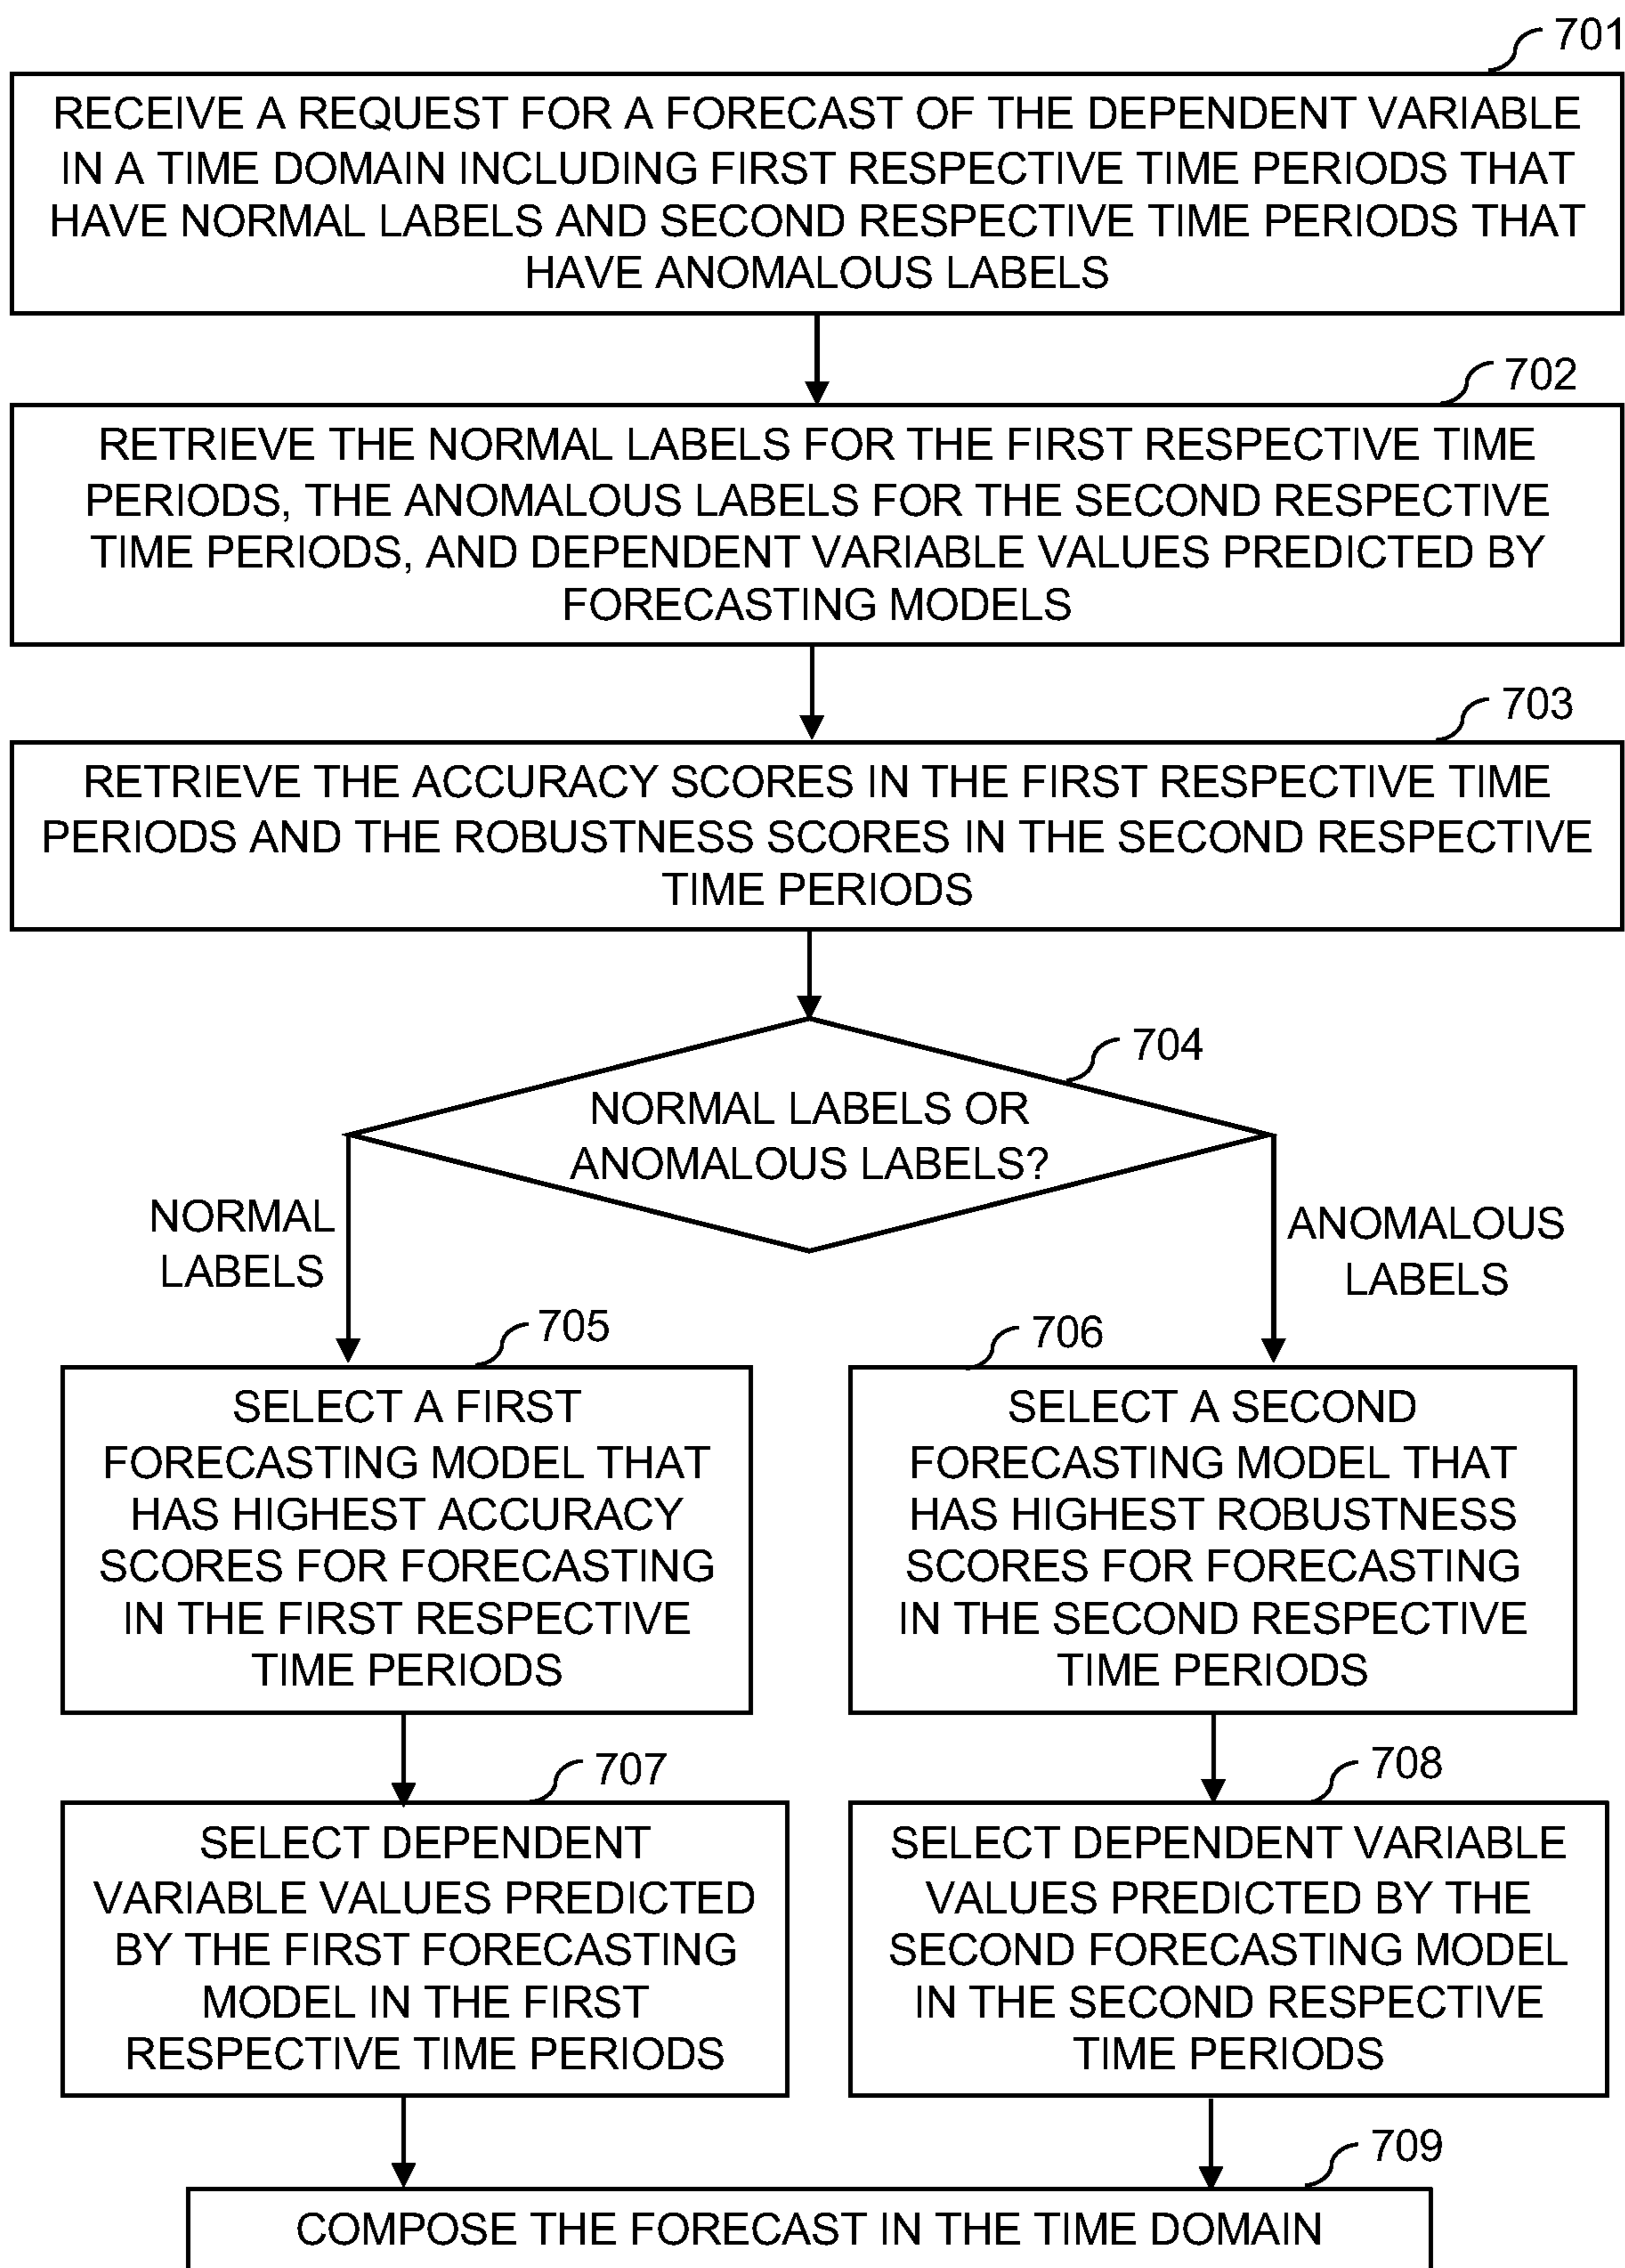 701
RECEIVE A REQUEST FOR A FORECAST OF THE DEPENDENT VARIABLE
IN A TIME DOMAIN INCLUDING FIRST RESPECTIVE TIME PERIODS THAT
HAVE NORMAL LABELS AND SECOND RESPECTIVE TIME PERIODS THAT
HAVE ANOMALOUS LABELS
702
RETRIEVE THE NORMAL LABELS FOR THE FIRST RESPECTIVE TIME
PERIODS, THE ANOMALOUS LABELS FOR THE SECOND RESPECTIVE
TIME PERIODS, AND DEPENDENT VARIABLE VALUES PREDICTED BY
FORECASTING MODELS
703
RETRIEVE THE ACCURACY SCORES IN THE FIRST RESPECTIVE TIME
PERIODS AND THE ROBUSTNESS SCORES IN THE SECOND RESPECTIVE
TIME PERIODS
704
NORMAL LABELS OR
ANOMALOUS LABELS?
NORMAL
LABELS
ANOMALOUS
LABELS
705
SELECT A FIRST
FORECASTING MODEL THAT
HAS HIGHEST ACCURACY
SCORES FOR FORECASTING
IN THE FIRST RESPECTIVE
TIME PERIODS
706
SELECT A SECOND
FORECASTING MODEL THAT
HAS HIGHEST ROBUSTNESS
SCORES FOR FORECASTING
IN THE SECOND RESPECTIVE
TIME PERIODS
707
SELECT DEPENDENT
VARIABLE VALUES PREDICTED
BY THE FIRST FORECASTING
MODEL IN THE FIRST
RESPECTIVE TIME PERIODS
708
SELECT DEPENDENT VARIABLE
VALUES PREDICTED BY THE
SECOND FORECASTING MODEL
IN THE SECOND RESPECTIVE
TIME PERIODS
709
COMPOSE THE FORECAST IN THE TIME DOMAIN